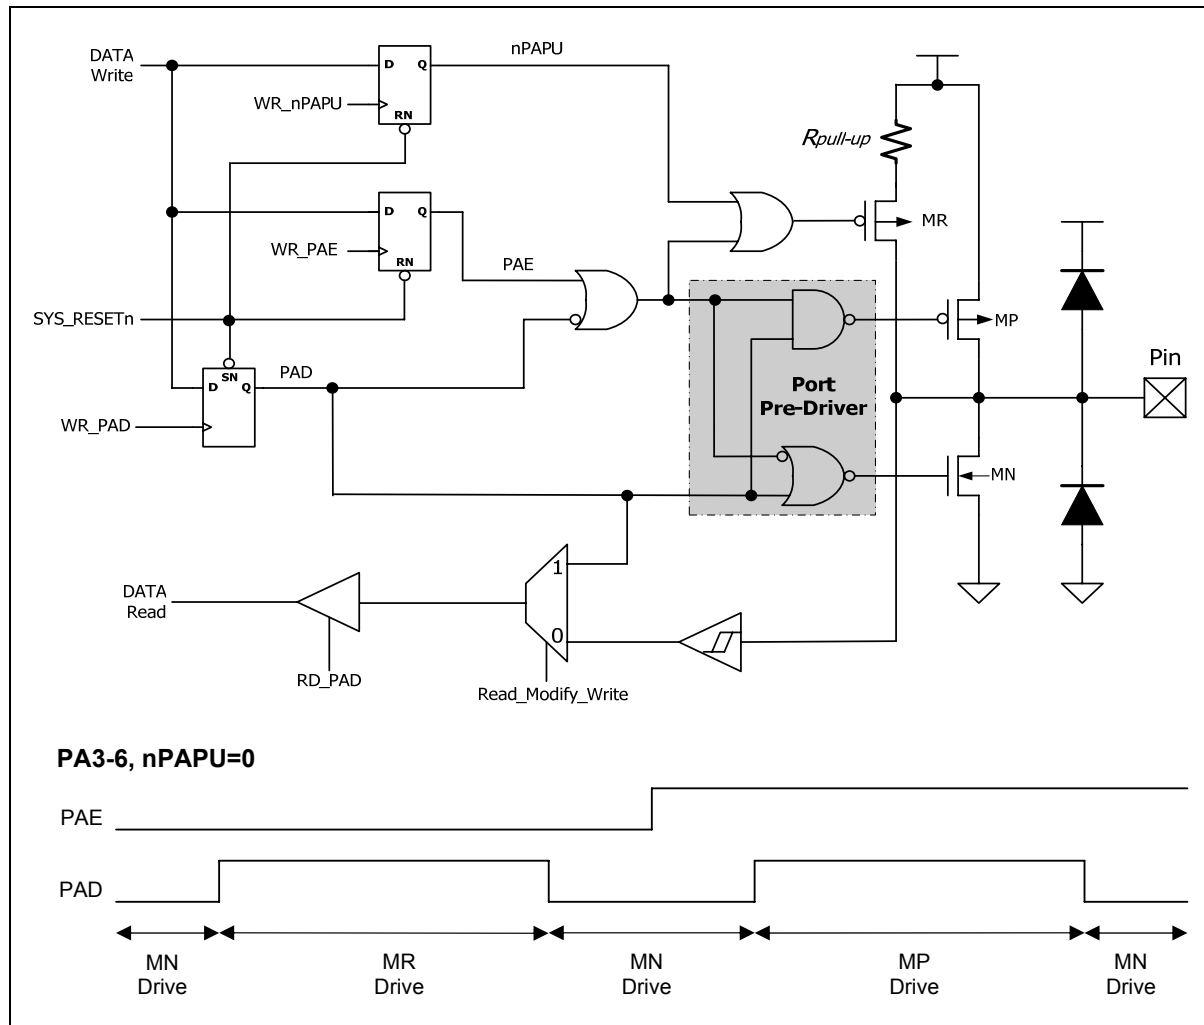 DATA
Write
D Q
WR_nPAPU
RN
nPAPU
Rpull-up
MR
D Q
WR_PAE
RN
PAE
SYS_RESETn
SN
D Q
PAD
WR_PAD
Port
Pre-Driver
MP
Pin
MN
DATA
Read
RD_PAD
1
0
Read_Modify_Write
PA3-6, nPAPU=0
PAE
PAD
MN
Drive
MR
Drive
MN
Drive
MP
Drive
MN
Drive